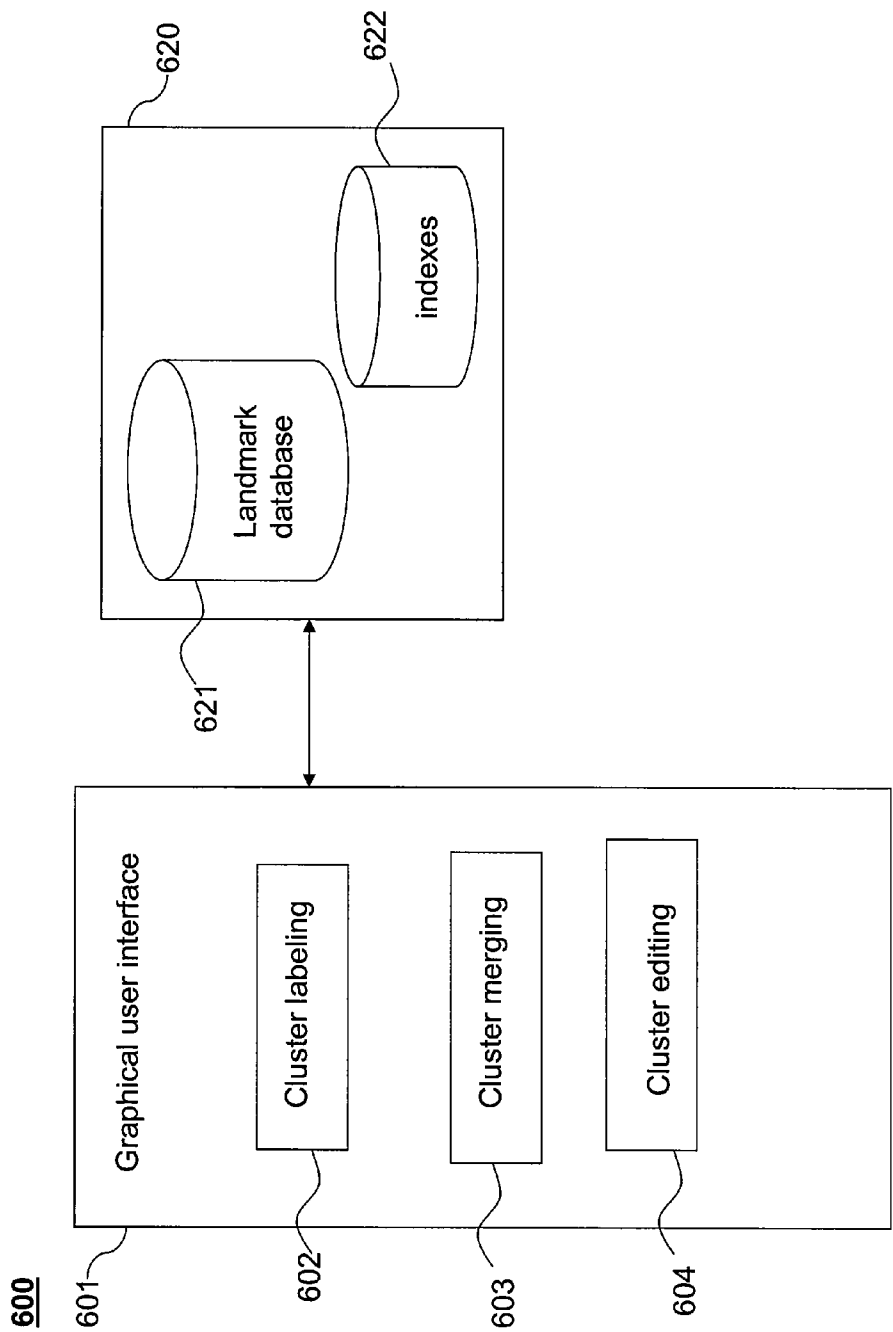 600
601
Graphical user interface
602
Cluster labeling
603
Cluster merging
604
Cluster editing
620
621
Landmark
database
622
indexes